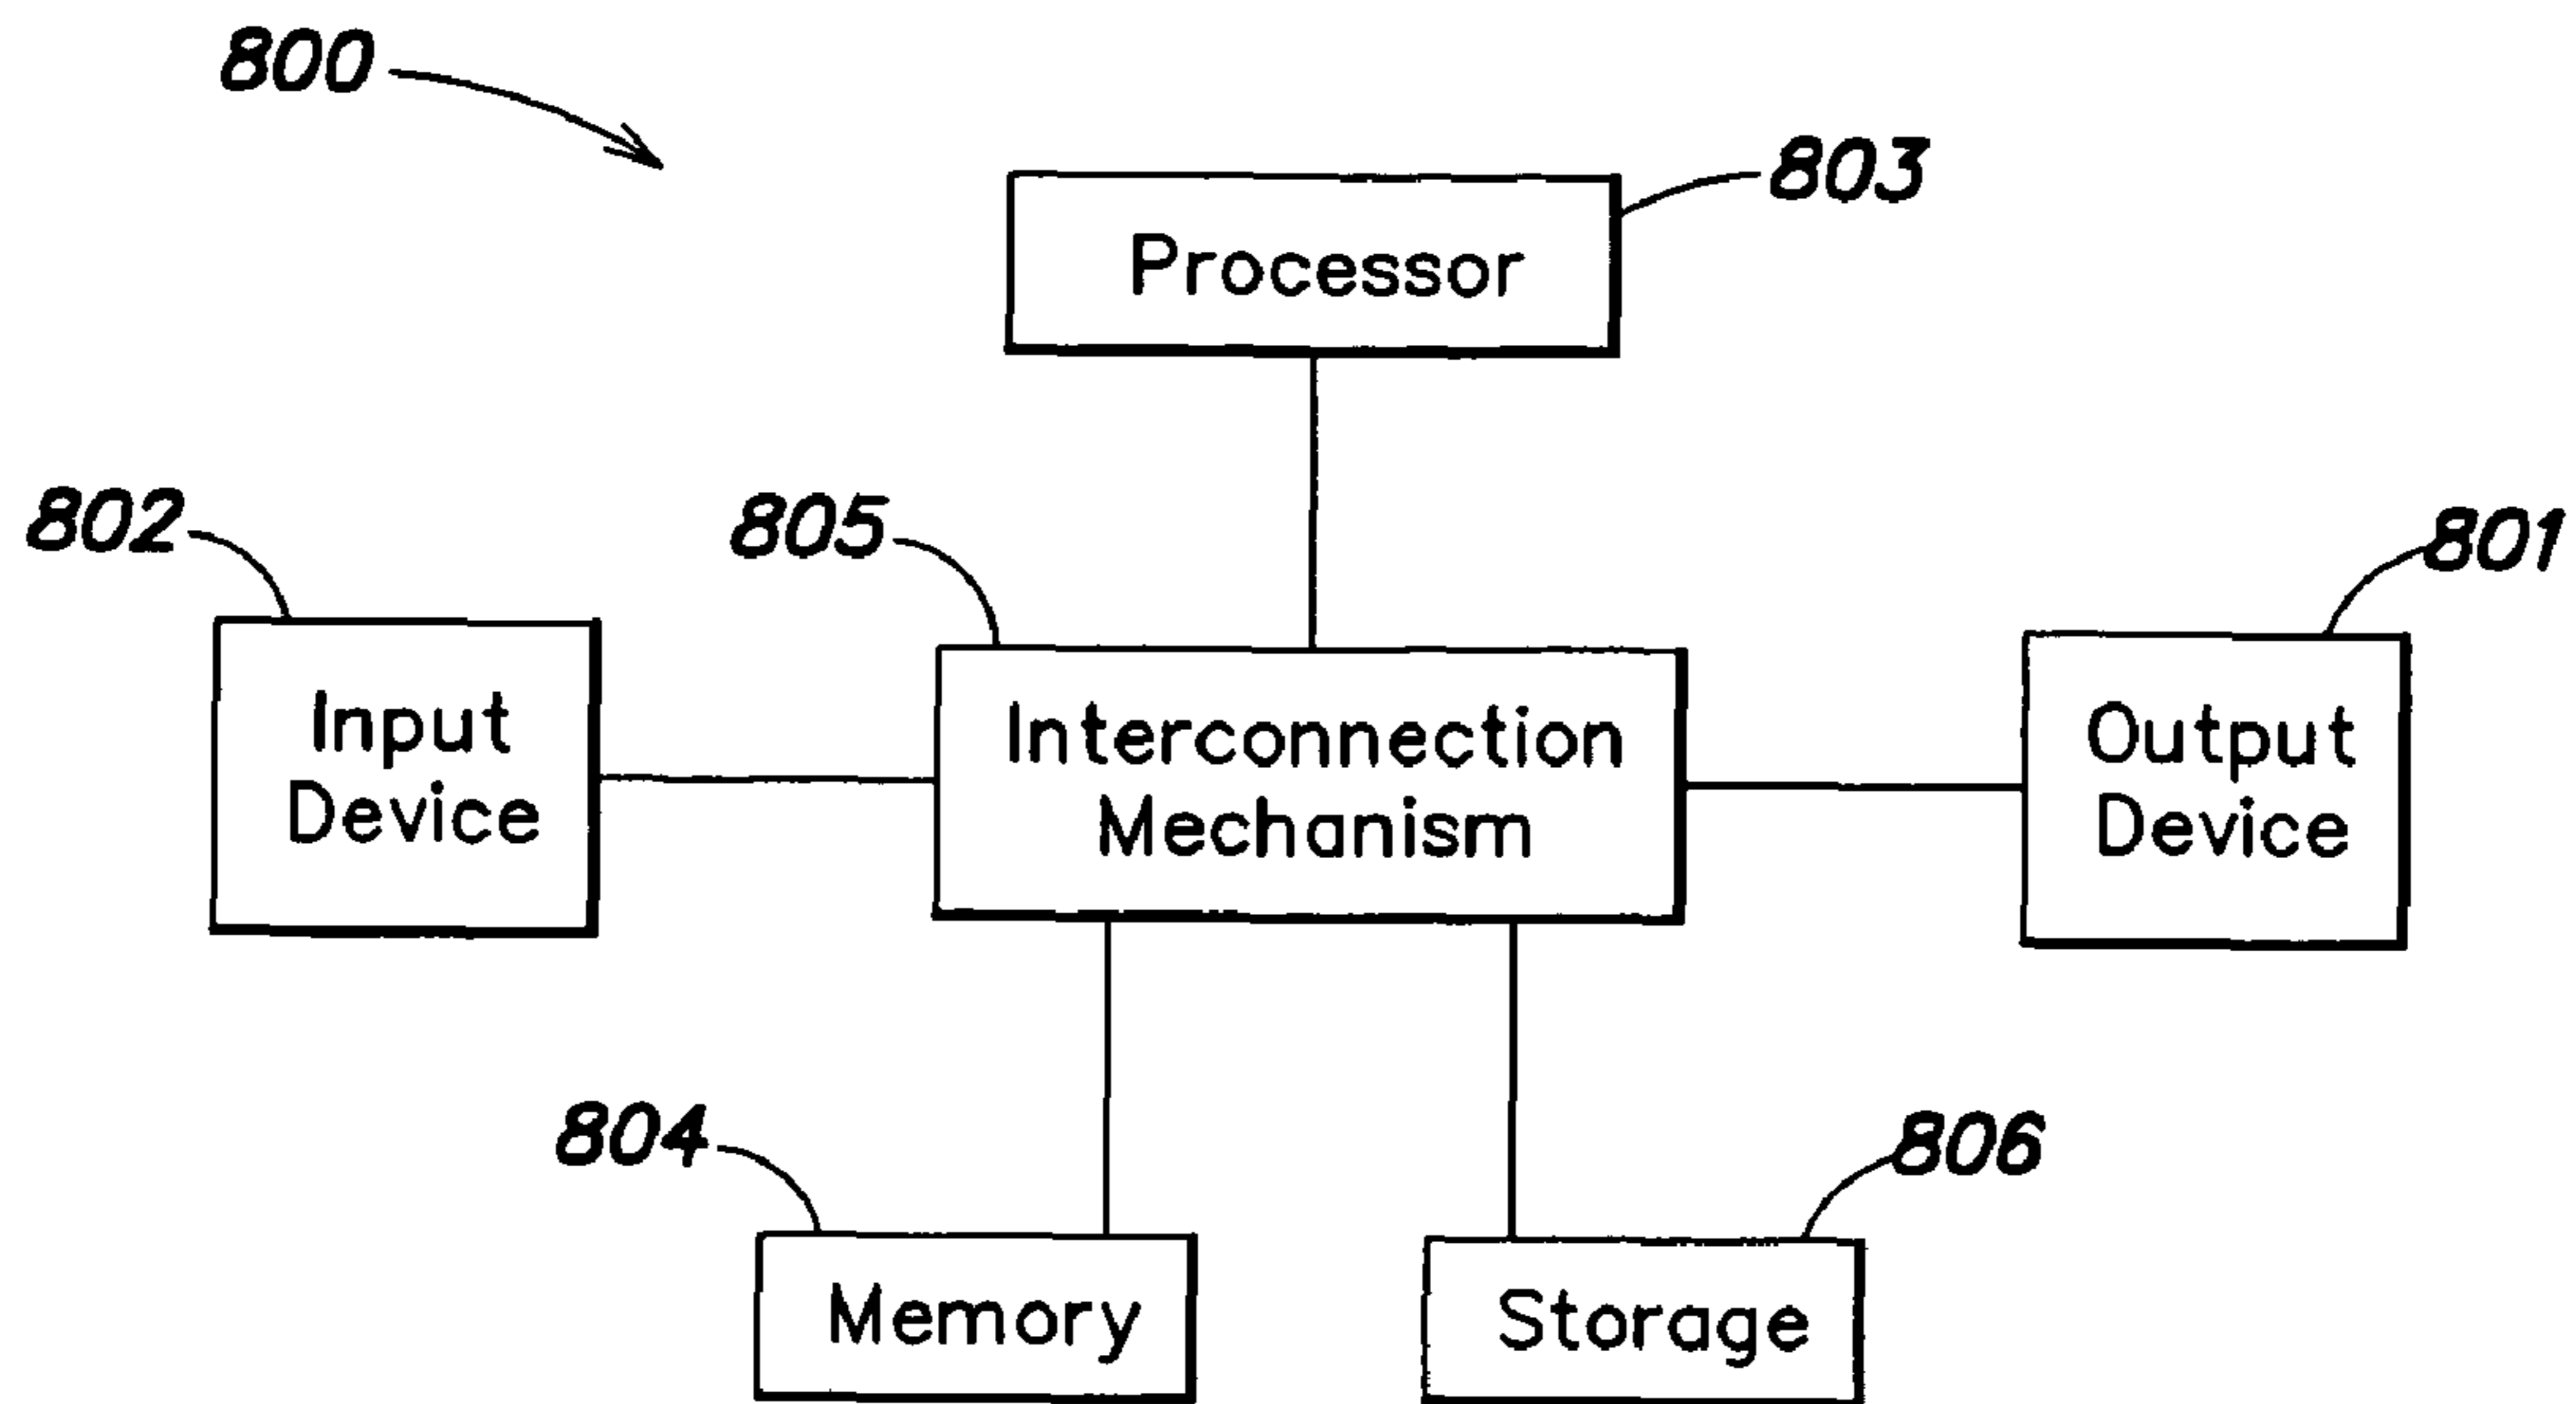 800
803
Processor
802
805
801
Input
Device
Interconnection
Mechanism
Output
Device
804
806
Memory
Storage